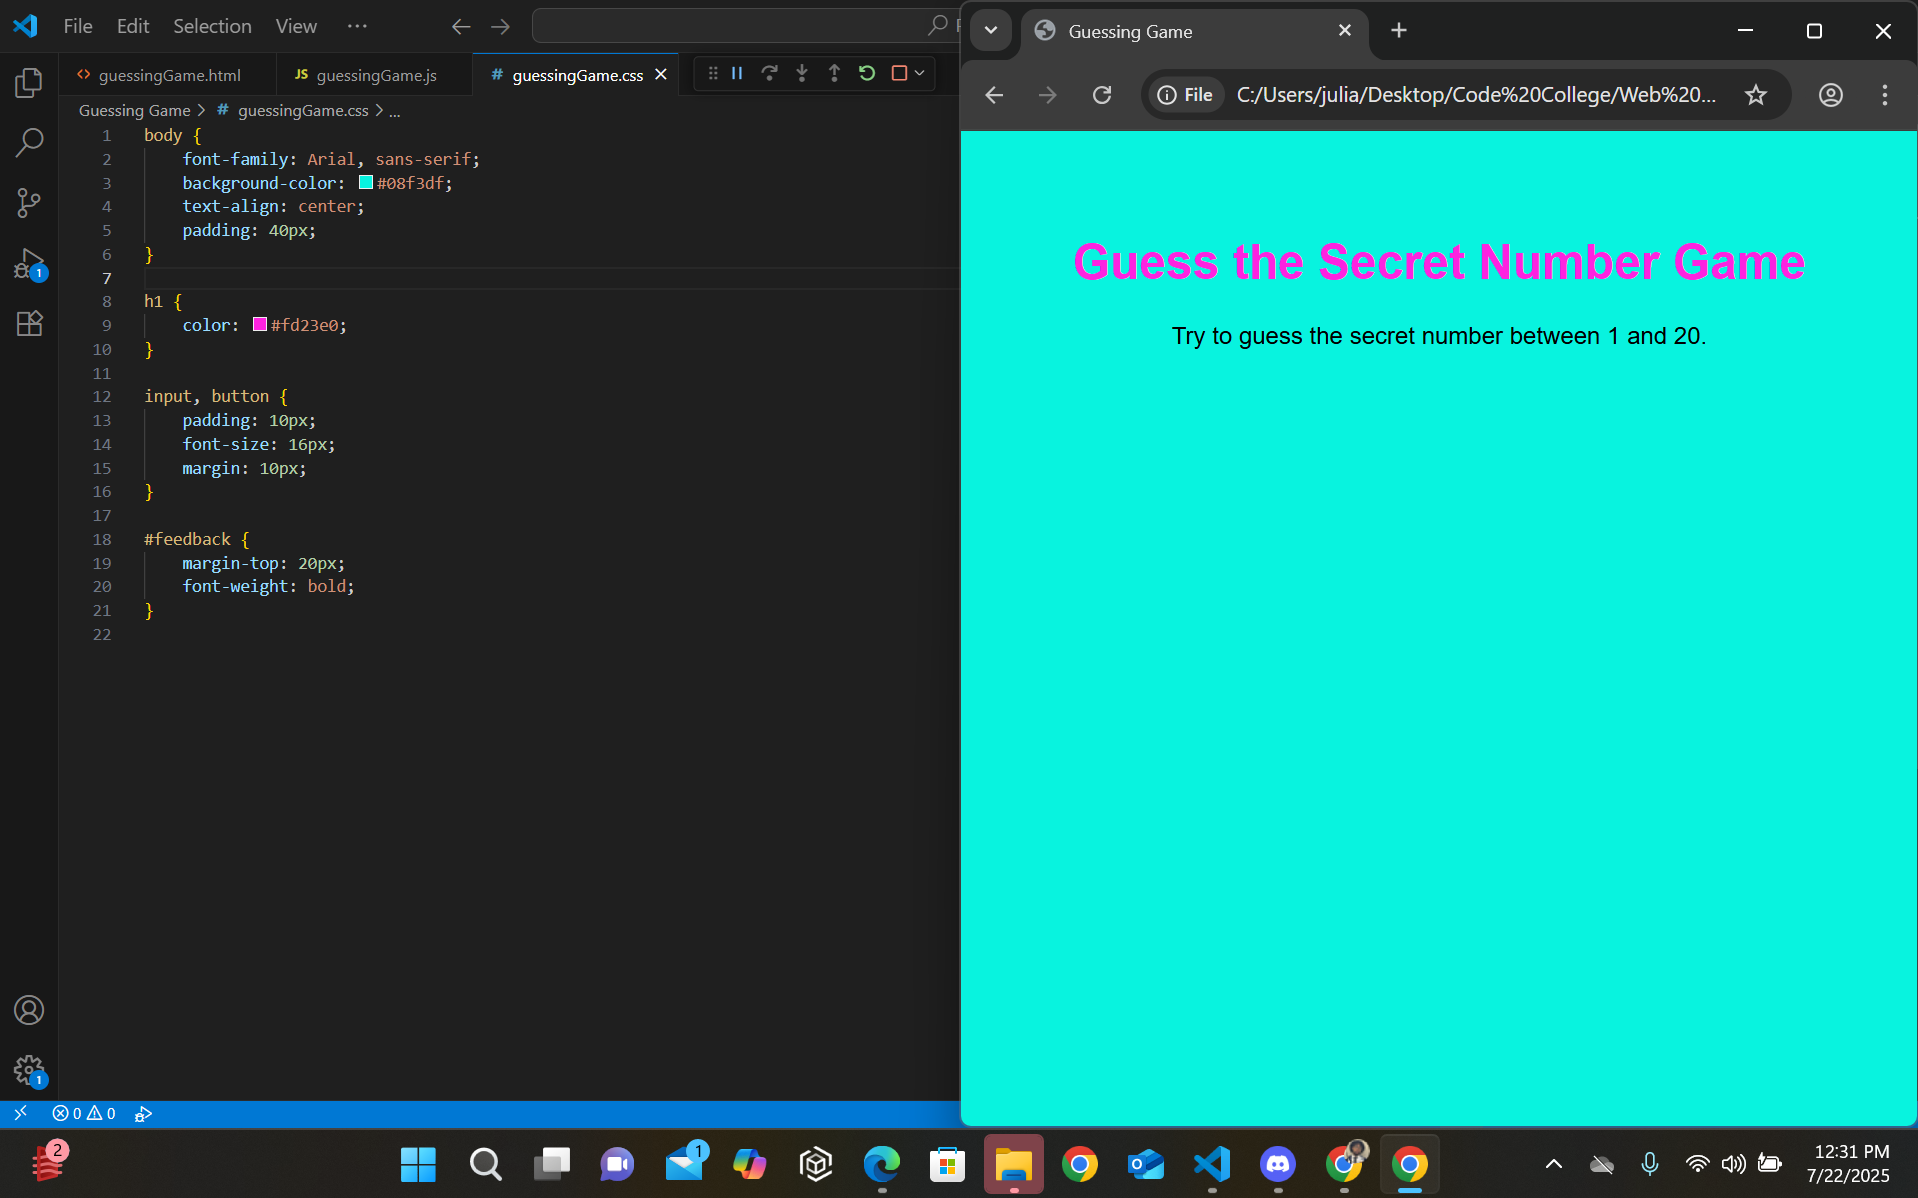 File Edit Selection View ...
guessingGame.html
JS guessingGame.js
# guessingGame.css
Guessing Game > # guessingGame.css > ...
1 body {
2 font-family: Arial, sans-serif;
3 background-color: #08f3df;
4 text-align: center;
5 padding: 40px;
6 }
7
8 h1 {
9 color: #fd23e0;
10 }
11
12 input, button {
13 padding: 10px;
14 font-size: 16px;
15 margin: 10px;
16 }
17
18 #feedback {
19 margin-top: 20px;
20 font-weight: bold;
21 }
22
1
1
0 0
Guessing Game
File C:/Users/julia/Desktop/Code%20College/Web%20...
Guess the Secret Number Game
Try to guess the secret number between 1 and 20.
2
1
12:31 PM
7/22/2025